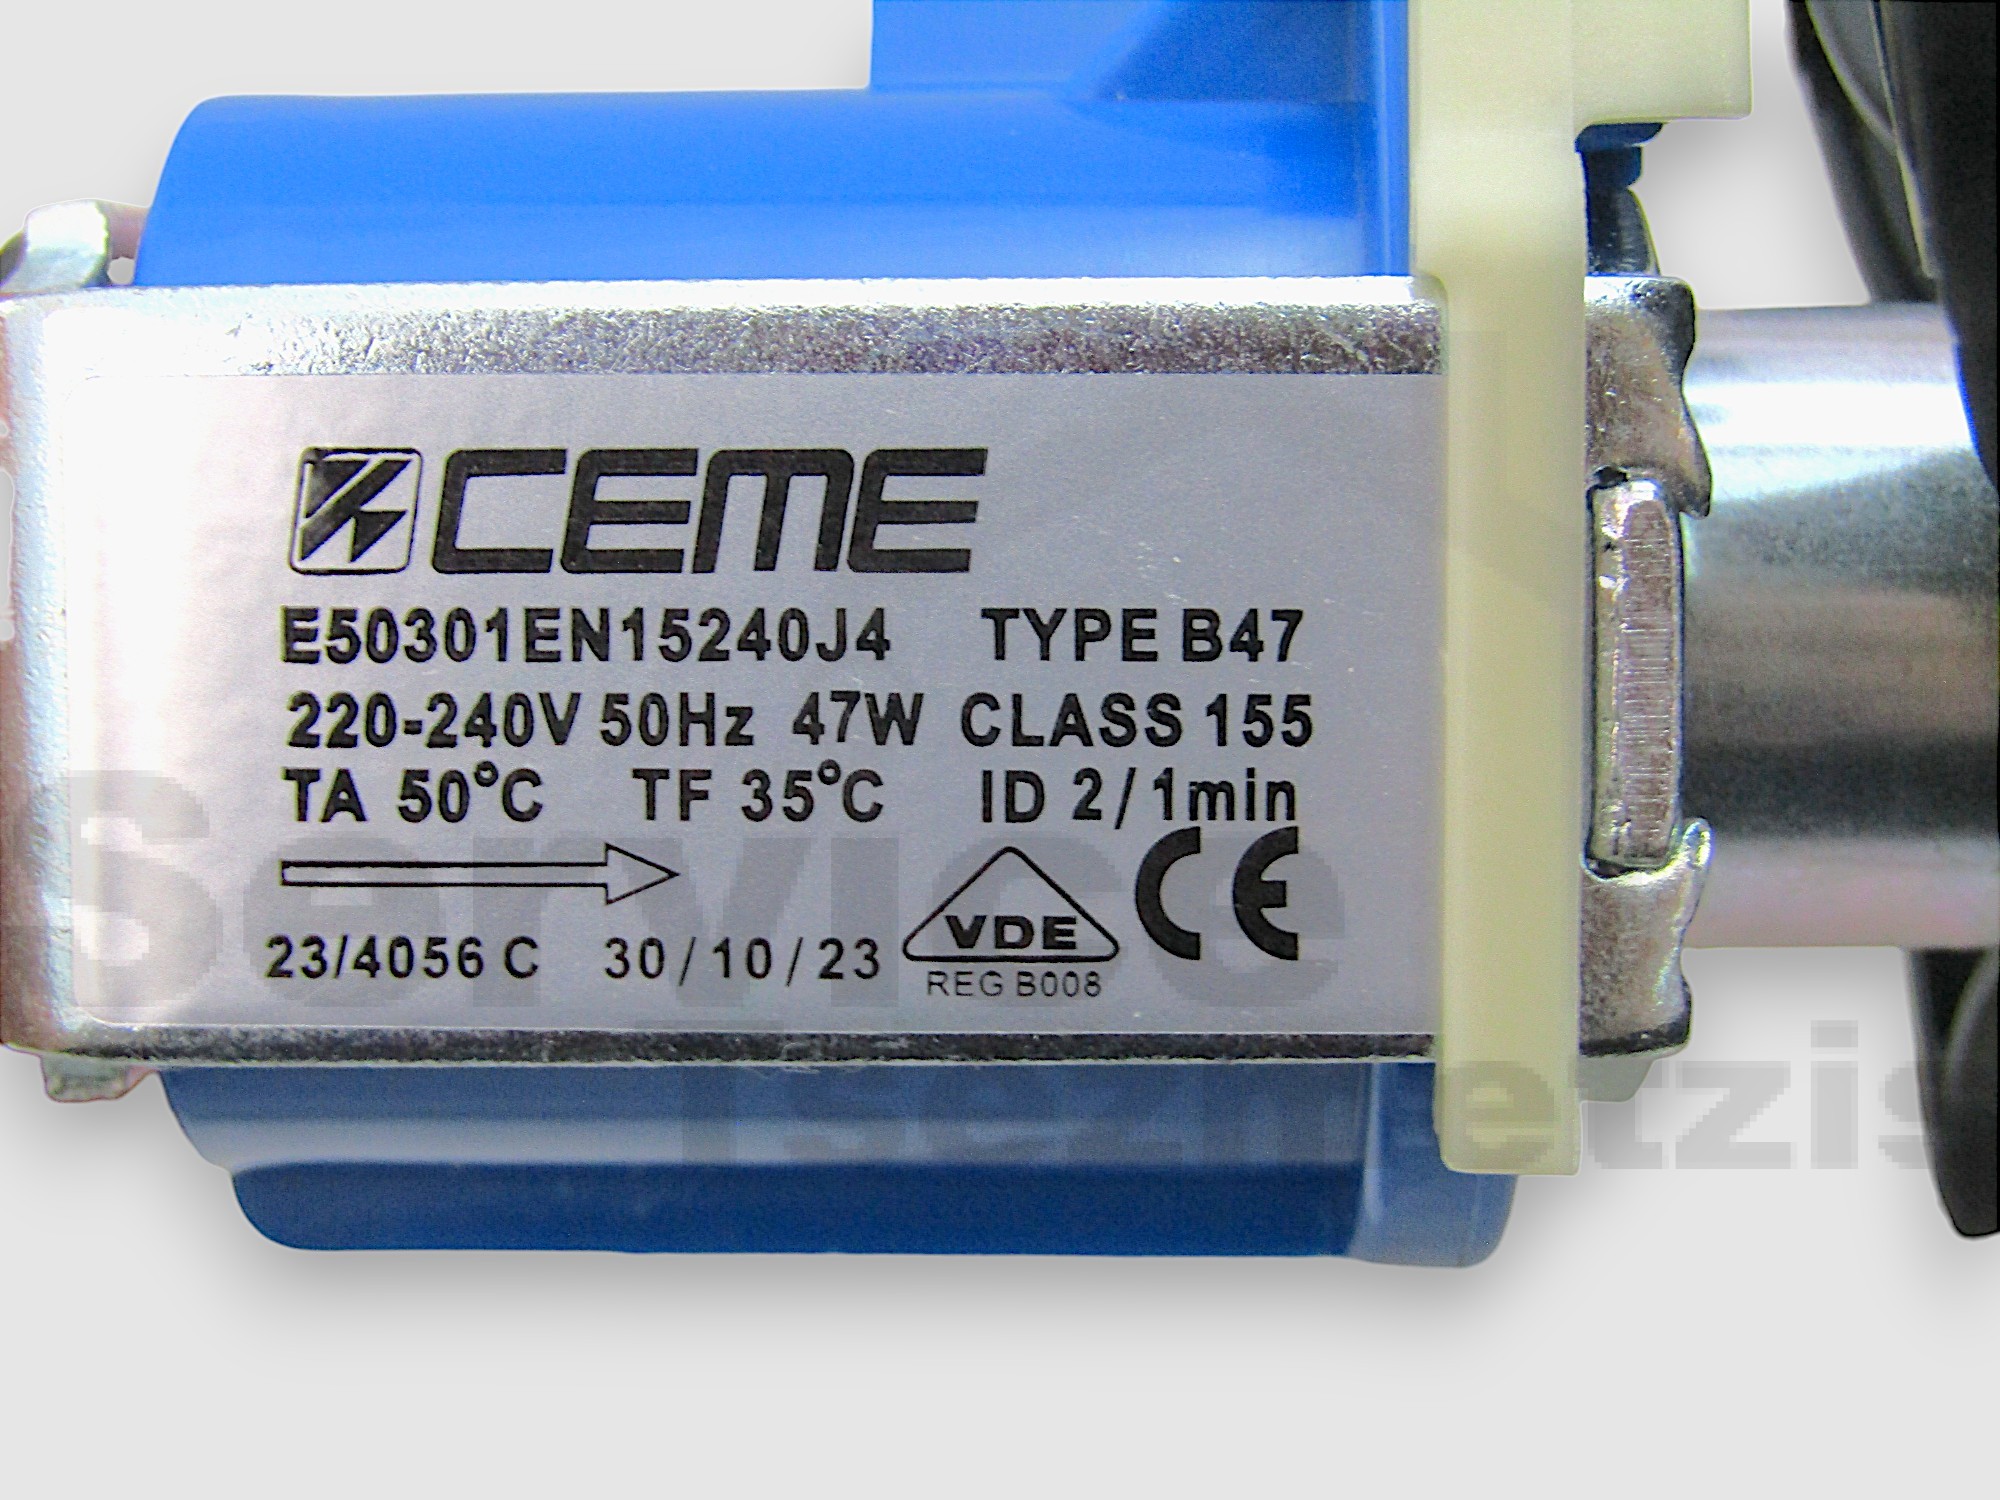 CEME
E50301EN15240J4 TYPE B47
220-240V 50Hz 47W CLASS 155
TA 50°C TF 35°C ID 2/1min
VDE CE
23/4056 C 30/10/23 REG B008
Service